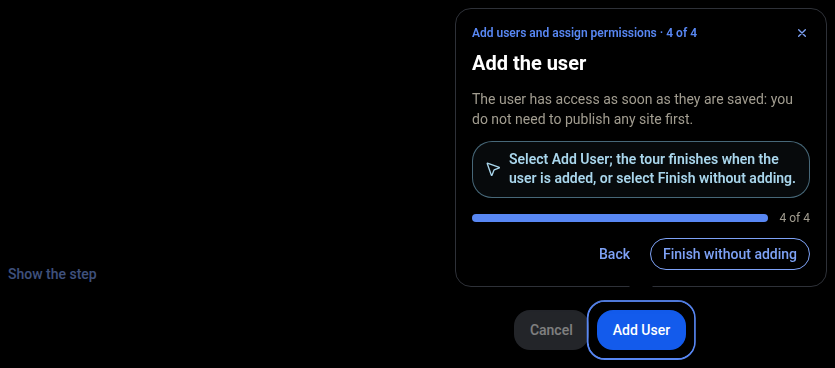 Add users and assign permissions · 4 of 4
Add the user
The user has access as soon as they are saved: you
do not need to publish any site first.
Select Add User; the tour finishes when the
user is added, or select Finish without adding.
4 of 4
Back
Finish without adding
Show the step
Cancel
Add User